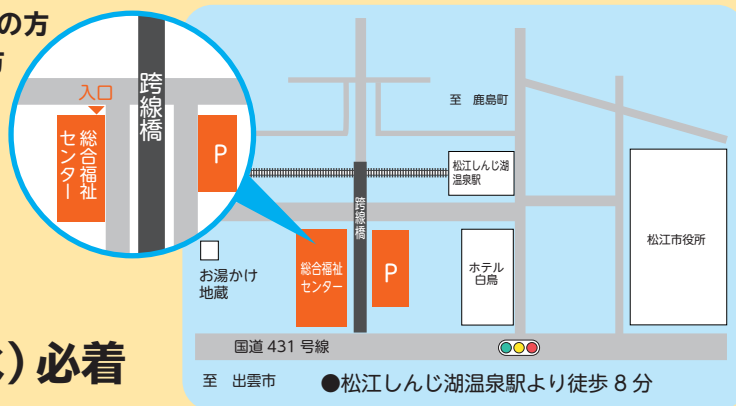 の方
方
入口
跨線橋
総合福祉
センター
P
至 鹿島町
松江しんじ湖
温泉駅
跨線橋
松江市役所
お湯かけ
地蔵
総合福祉
センター
P
ホテル
白鳥
国道 431 号線
至 出雲市
●松江しんじ湖温泉駅より徒歩 8 分
) 必着